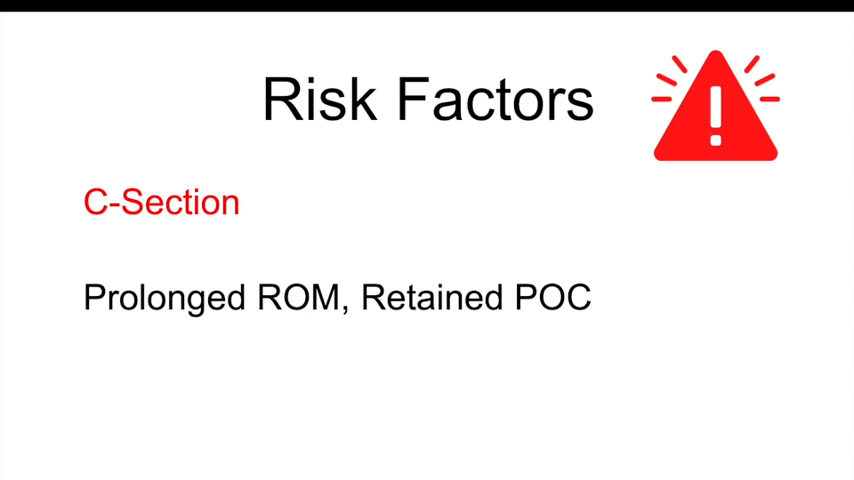 Risk Factors
C-Section
Prolonged ROM, Retained POC